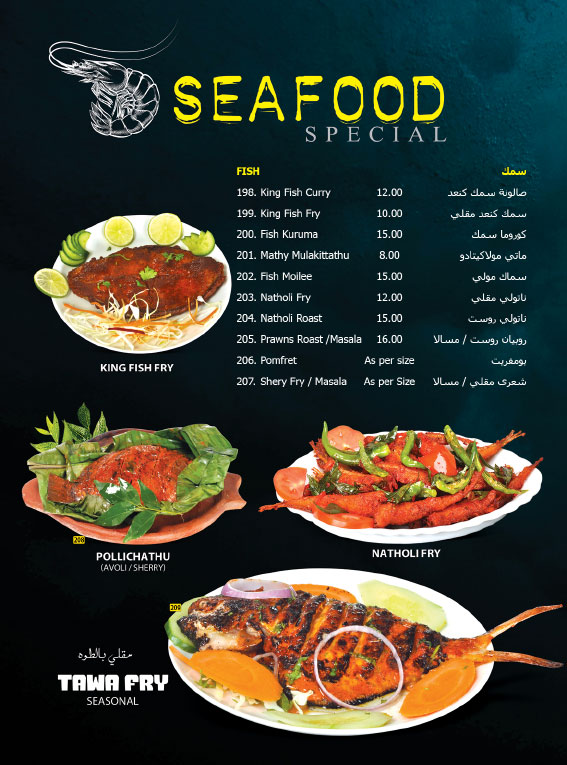 SEAFOOD
SPECIAL
FISH سمك
198. King Fish Curry 12.00 صالونة سمك كنعد
199. King Fish Fry 10.00 سمك كنعد مقلي
200. Fish Kuruma 15.00 كوروما سمك
201. Mathy Mulakittathu 8.00 ماتي مولاكيتادو
202. Fish Moilee 15.00 سماك مولي
203. Natholi Fry 12.00 ناتولي مقلي
204. Natholi Roast 15.00 ناتولي روست
205. Prawns Roast /Masala 16.00 روبيان روست / مسالا
206. Pomfret As per size بومفريت
207. Shery Fry / Masala As per Size شعرى مقلي / مسالا
KING FISH FRY
208
POLLICHATHU
(AVOLI / SHERRY)
NATHOLI FRY
209
مقلي بالطوه
TAWA FRY
SEASONAL